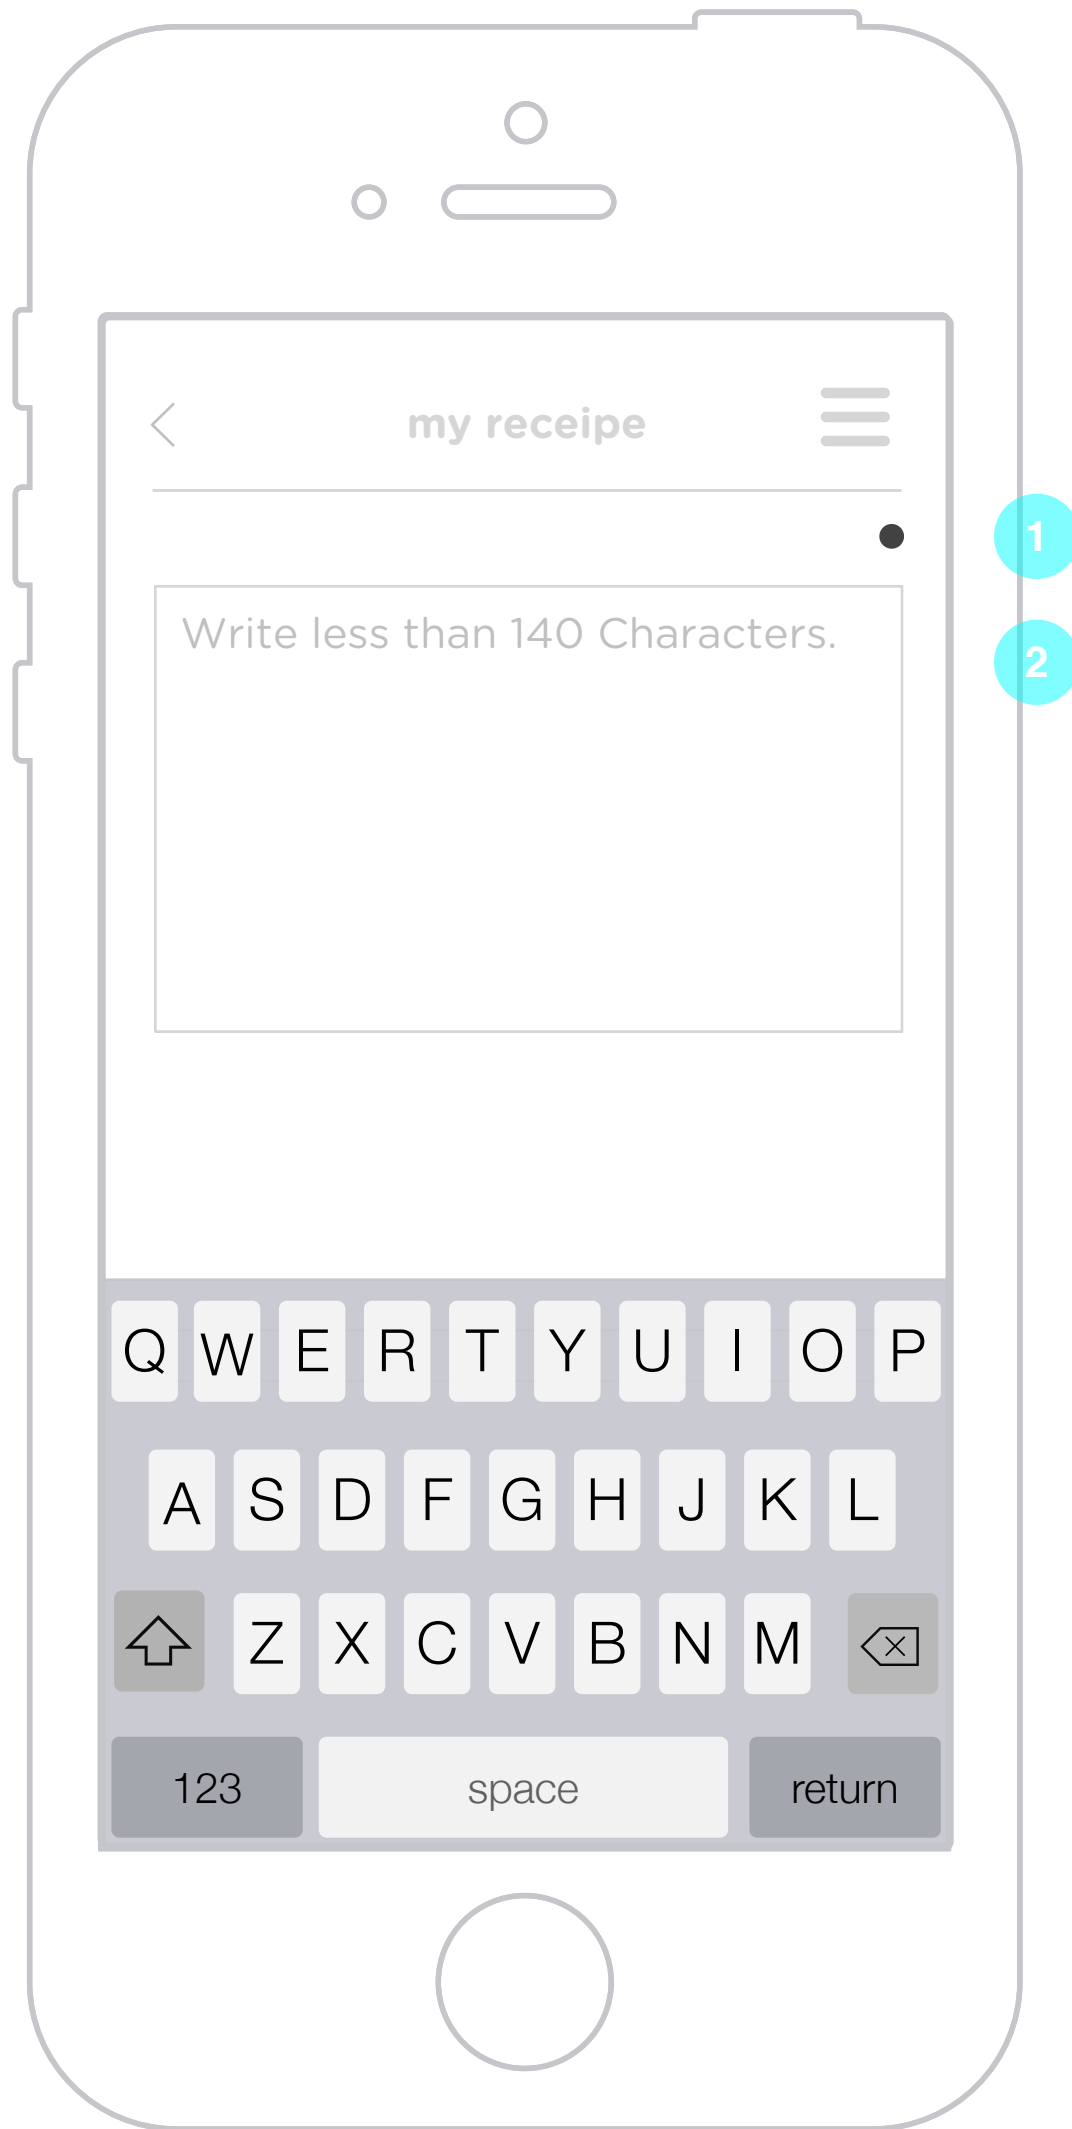 my receipe
1
Write less than 140 Characters.
2
Q W E R T Y U I O P
A S D F G H J K L
Z X C V B N M
123 space return